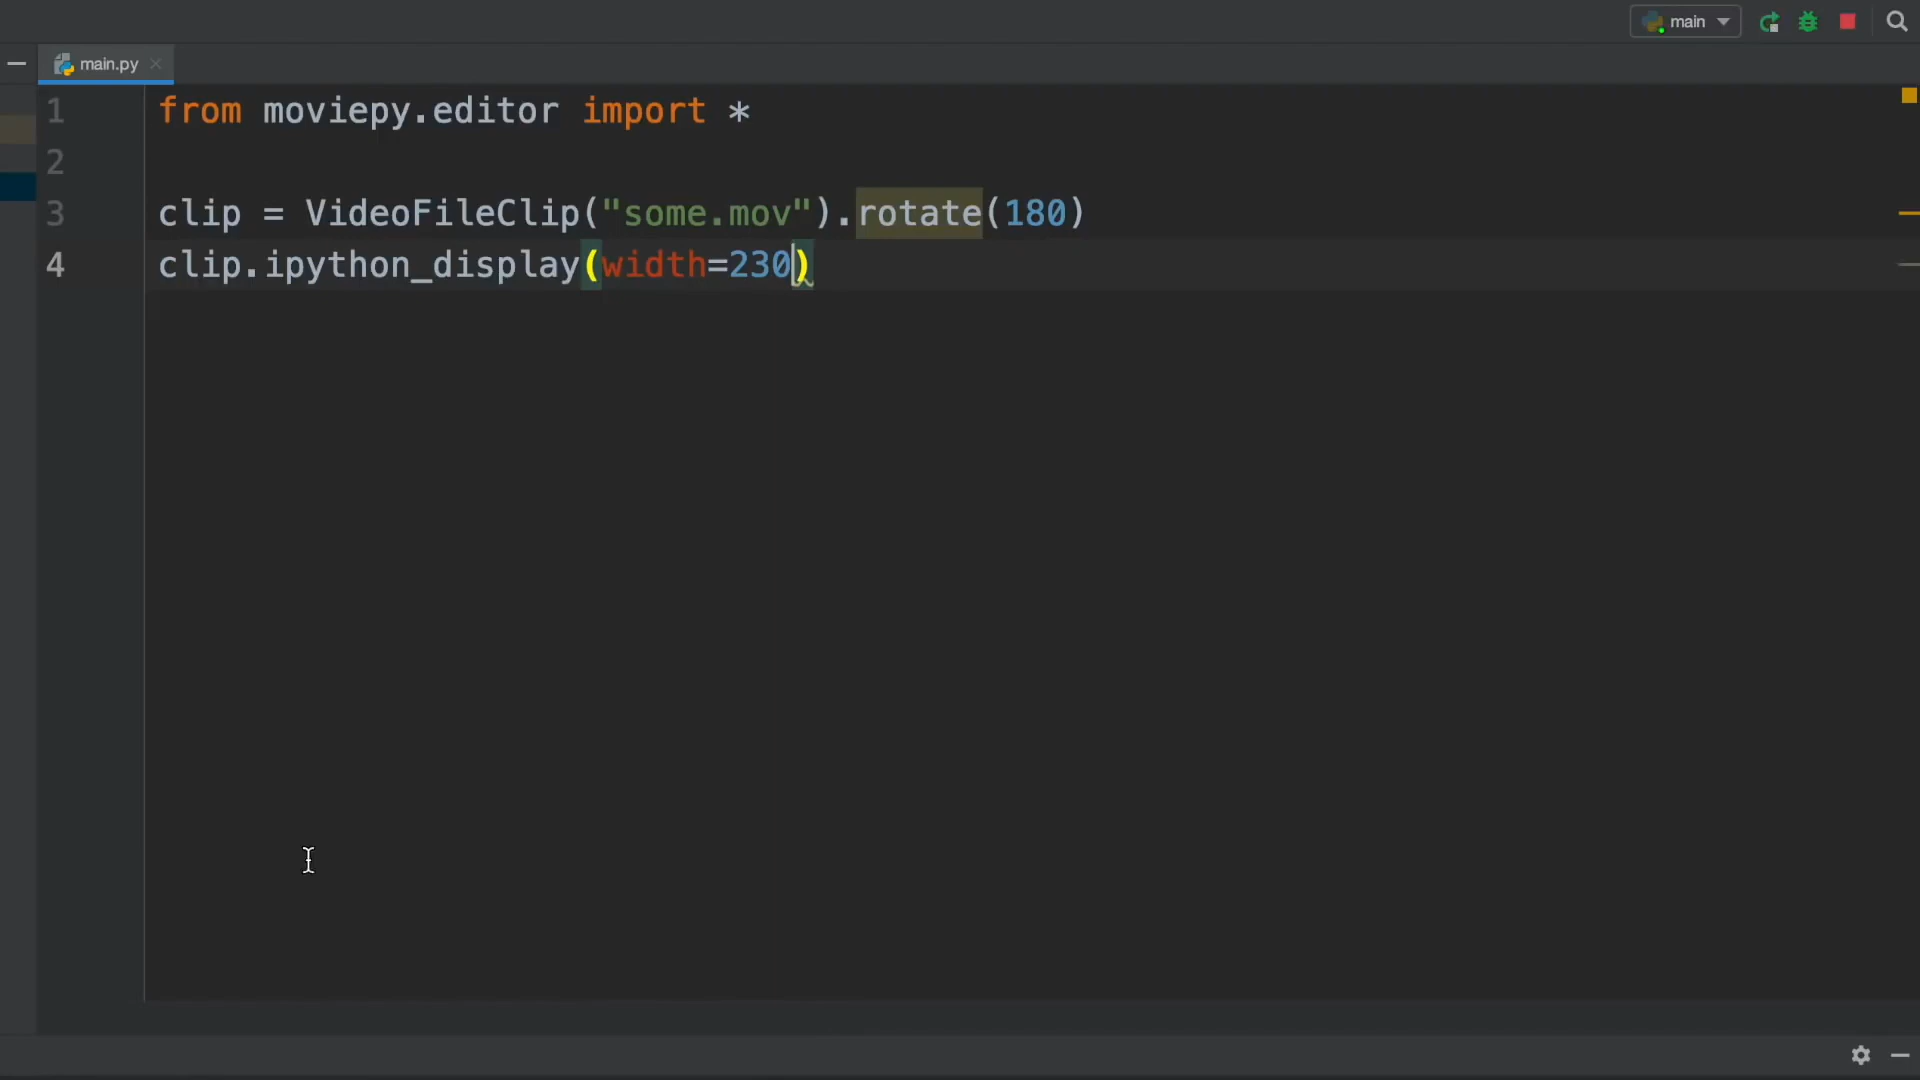 main
main.py
1 from moviepy.editor import *
2
3 clip = VideoFileClip("some.mov").rotate(180)
4 clip.ipython_display(width=230)